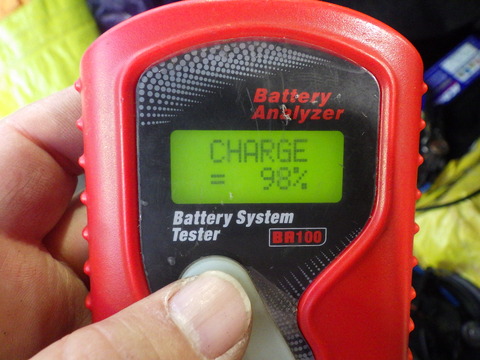 Battery
Analyzer
CHARGE
= 98%
Battery System
Tester BR100